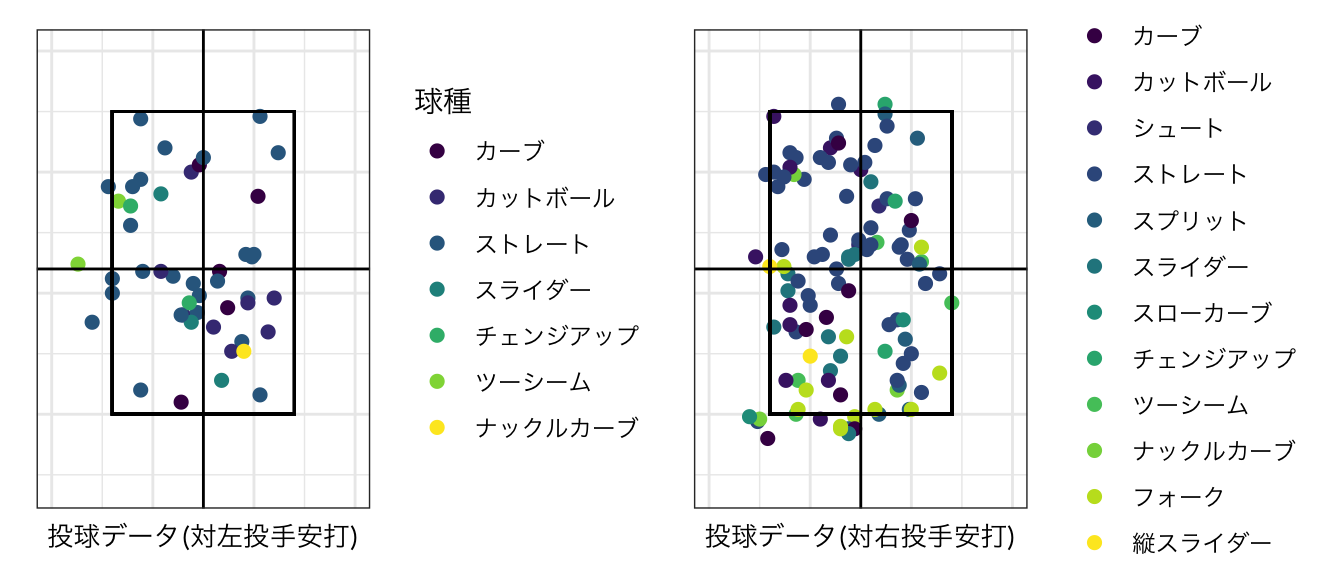 球種
カーブ
カットボール
ストレート
スライダー
チェンジアップ
ツーシーム
ナックルカーブ
投球データ(対左投手安打)
カーブ
カットボール
シュート
ストレート
スプリット
スライダー
スローカーブ
チェンジアップ
ツーシーム
ナックルカーブ
フォーク
縦スライダー
投球データ(対右投手安打)